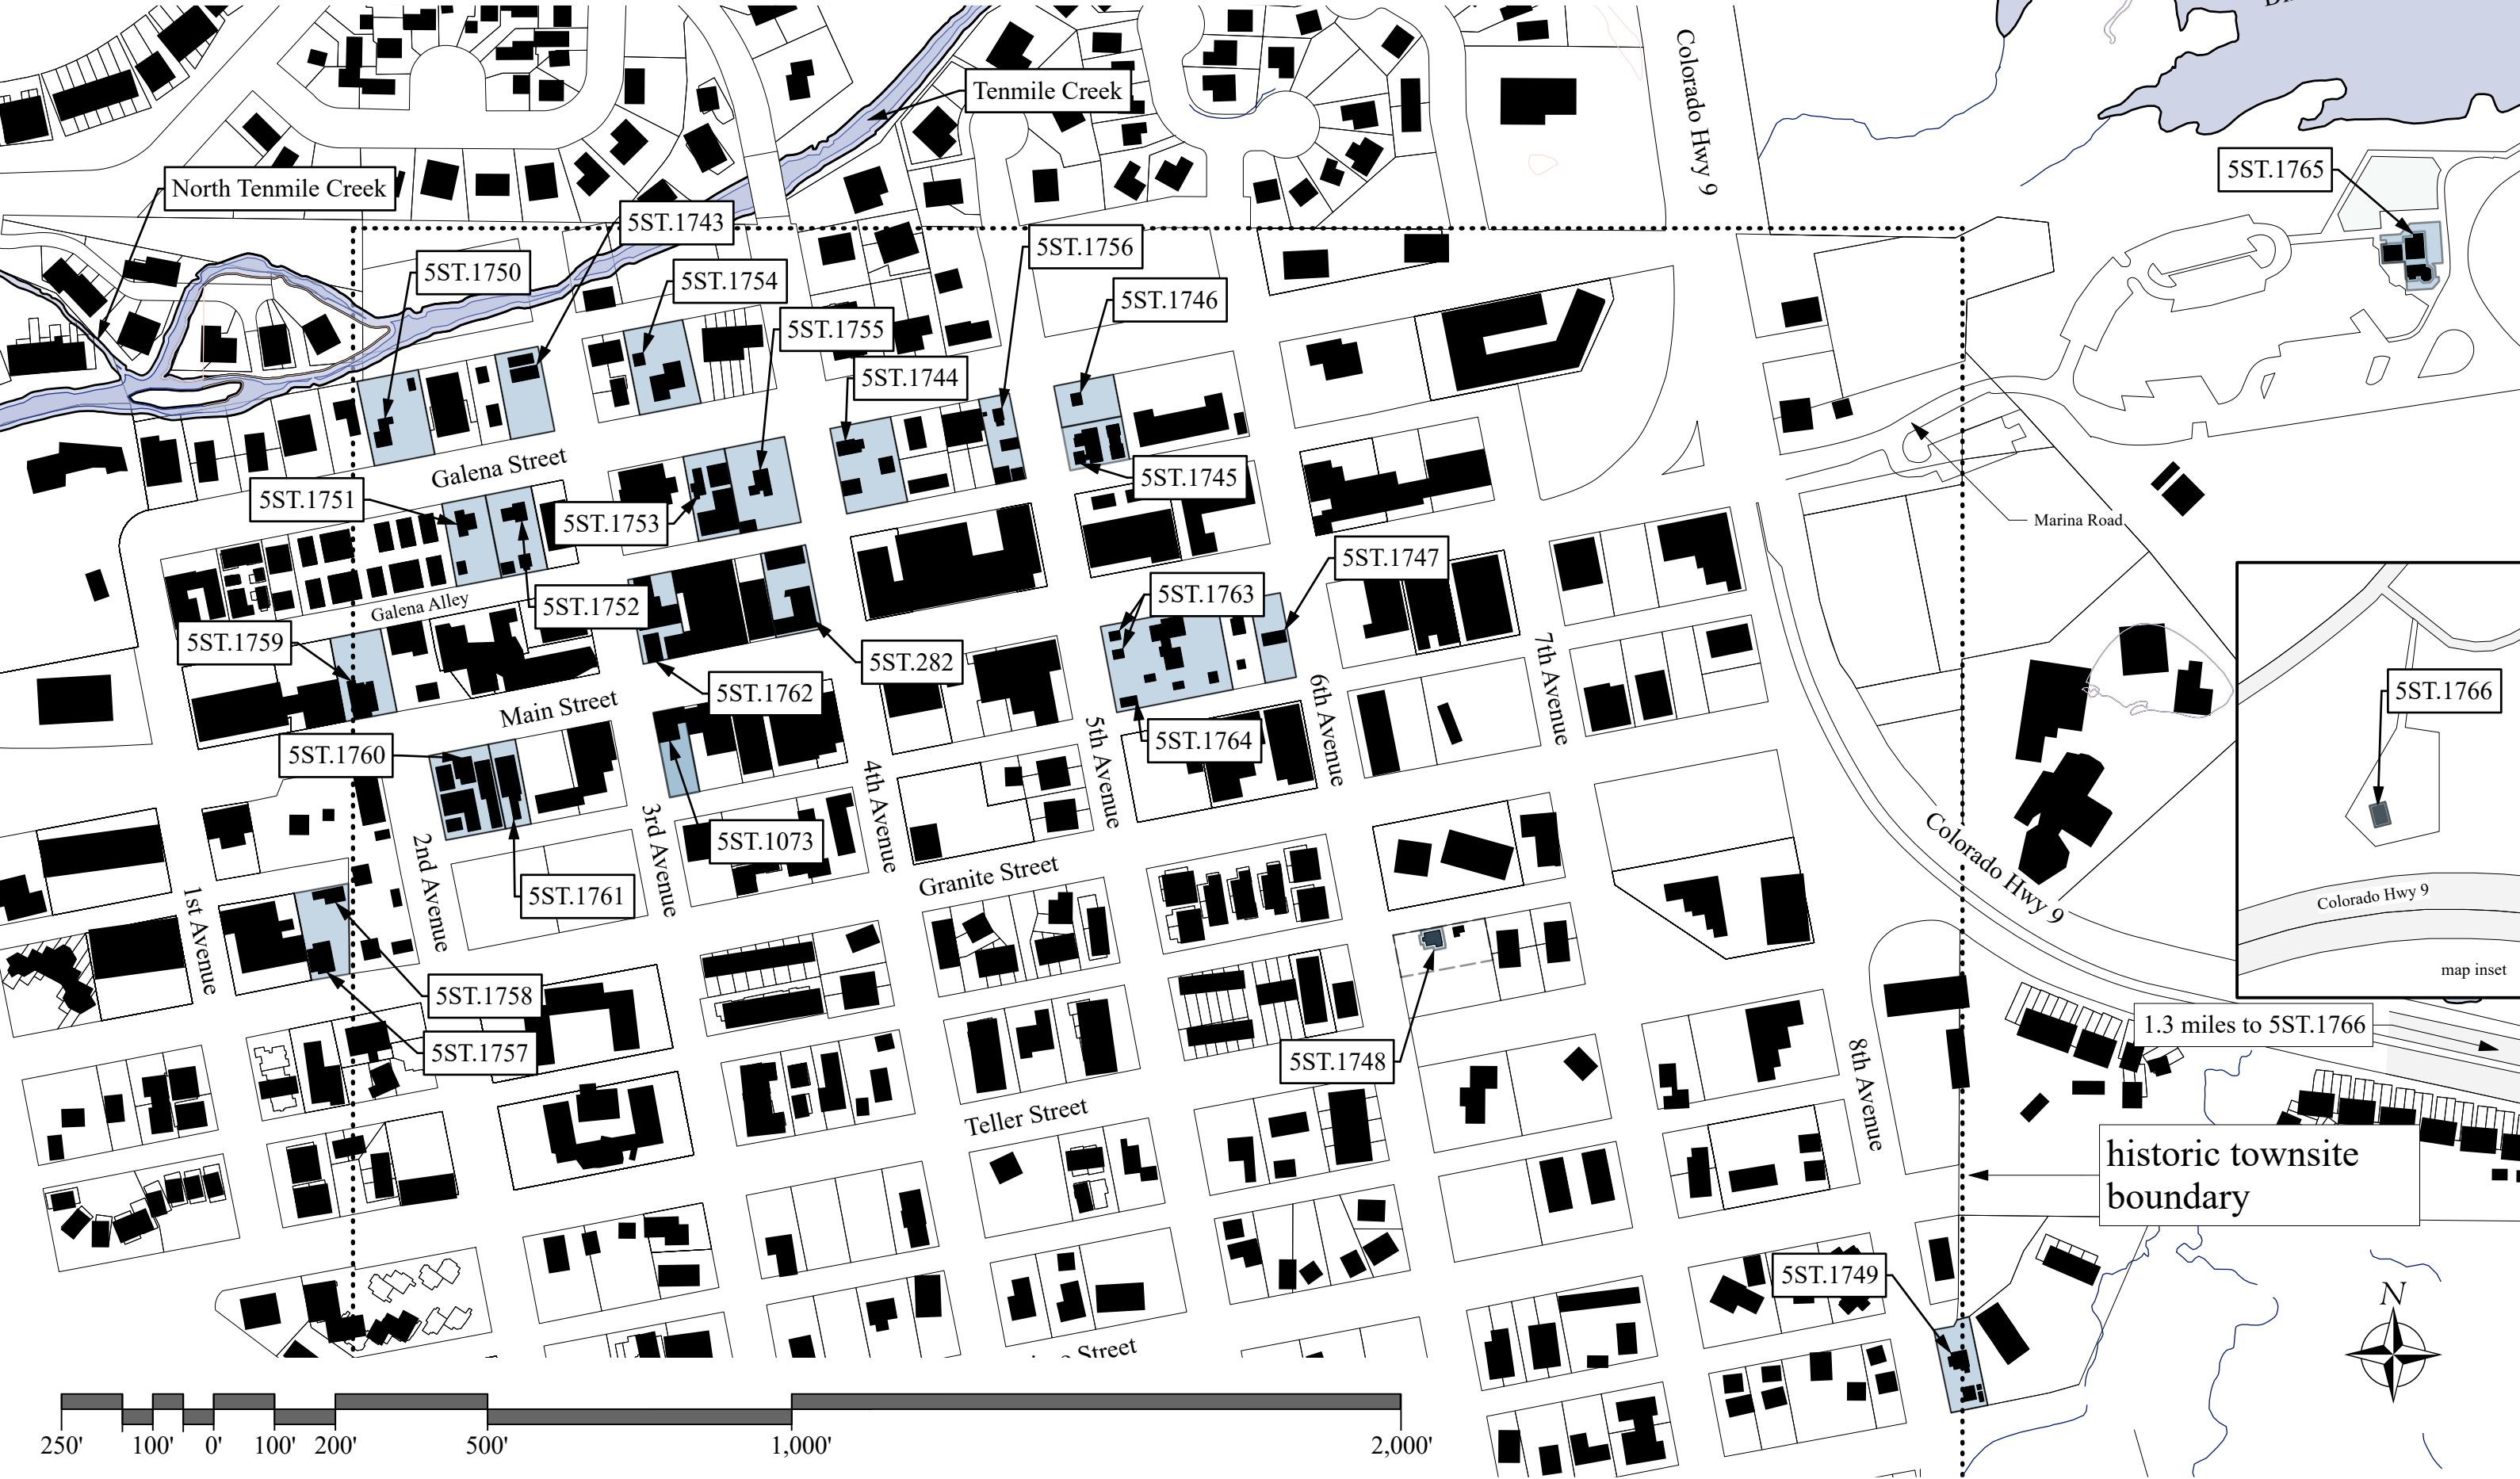 Colorado Hwy 9
Tenmile Creek
North Tenmile Creek
5ST.1765
5ST.1743
5ST.1756
5ST.1750
5ST.1754
5ST.1746
5ST.1755
5ST.1744
Galena Street
5ST.1745
5ST.1751
5ST.1753
Marina Road
5ST.1747
5ST.1763
5ST.1752
Galena Alley
5ST.1759
5ST.282
5ST.1762
Main Street
6th Avenue
7th Avenue
5ST.1766
5ST.1760
5ST.1764
5th Avenue
4th Avenue
3rd Avenue
2nd Avenue
5ST.1073
Granite Street
Colorado Hwy 9
5ST.1761
1st Avenue
Colorado Hwy 9
map inset
5ST.1758
1.3 miles to 5ST.1766
5ST.1757
5ST.1748
8th Avenue
Teller Street
historic townsite
boundary
5ST.1749
N
Street
250' 100' 0' 100' 200' 500' 1,000' 2,000'